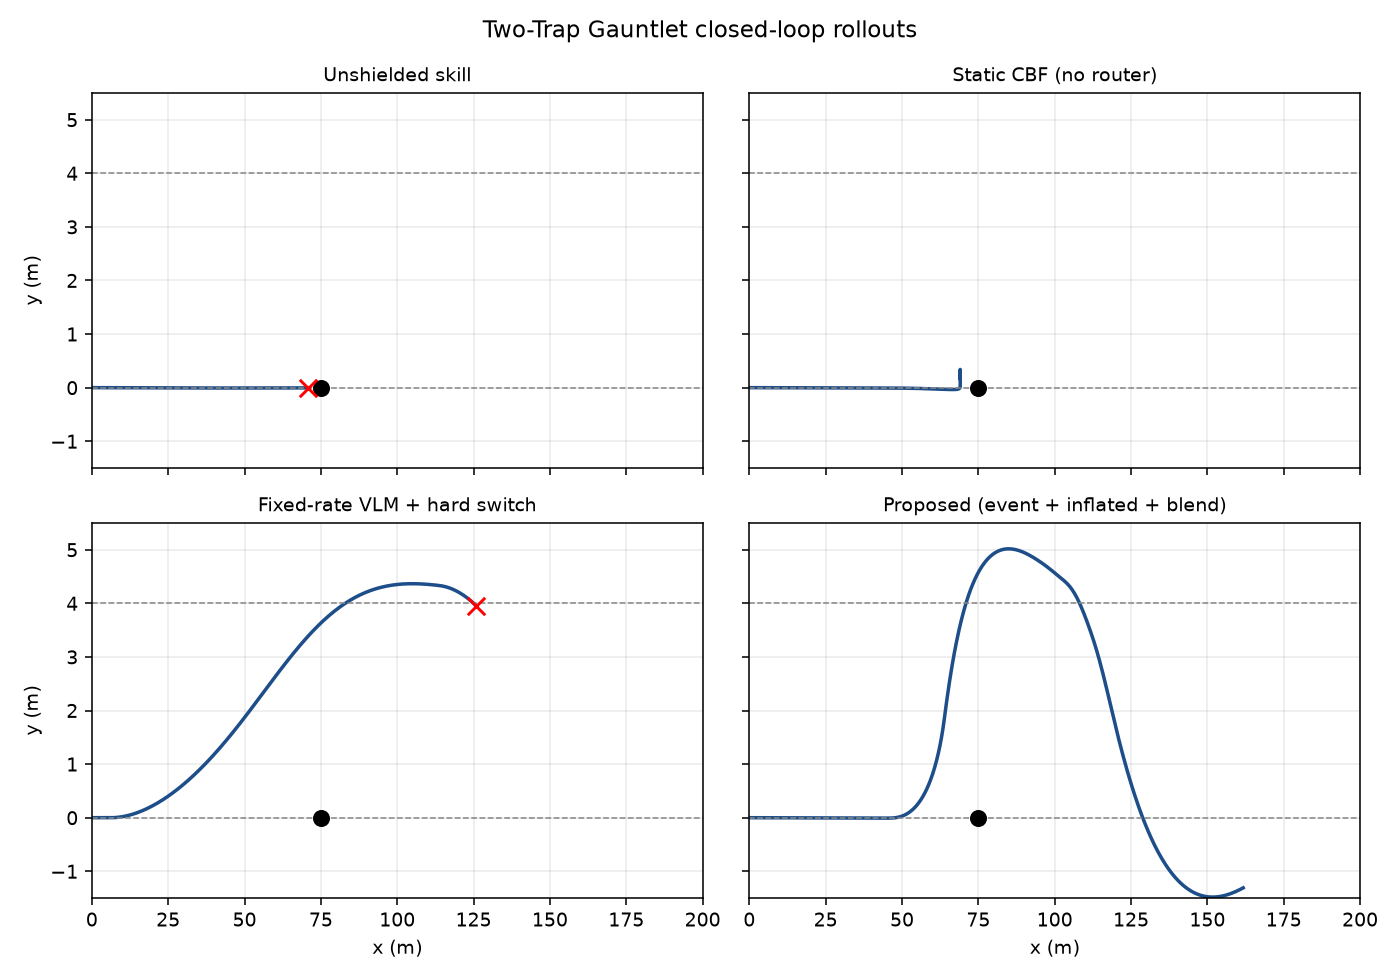 Two-Trap Gauntlet closed-loop rollouts
Unshielded skill
5
4
3
2
1
0
−1
y (m)
Static CBF (no router)
Fixed-rate VLM + hard switch
5
4
3
2
1
0
−1
y (m)
0 25 50 75 100 125 150 175 200
x (m)
Proposed (event + inflated + blend)
0 25 50 75 100 125 150 175 200
x (m)